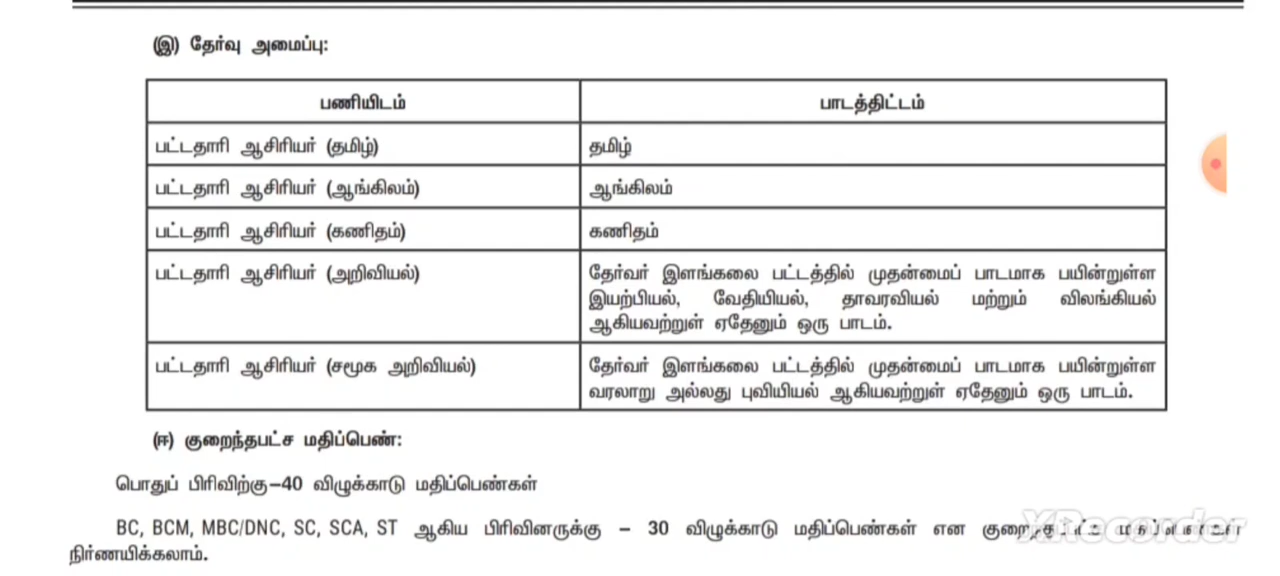 (இ) தேர்வு அமைப்பு:
பணியிடம் பாடத்திட்டம்
பட்டதாரி ஆசிரியர் (தமிழ்) தமிழ்
பட்டதாரி ஆசிரியர் (ஆங்கிலம்) ஆங்கிலம்
பட்டதாரி ஆசிரியர் (கணிதம்) கணிதம்
பட்டதாரி ஆசிரியர் (அறிவியல்) தேர்வர் இளங்கலை பட்டத்தில் முதன்மைப் பாடமாக பயின்றுள்ள
இயற்பியல், வேதியியல், தாவரவியல் மற்றும் விலங்கியல்
ஆகியவற்றுள் ஏதேனும் ஒரு பாடம்.
பட்டதாரி ஆசிரியர் (சமூக அறிவியல்) தேர்வர் இளங்கலை பட்டத்தில் முதன்மைப் பாடமாக பயின்றுள்ள
வரலாறு அல்லது புவியியல் ஆகியவற்றுள் ஏதேனும் ஒரு பாடம்.
(ஈ) குறைந்தபட்ச மதிப்பெண்:
பொதுப் பிரிவிற்கு–40 விழுக்காடு மதிப்பெண்கள்
BC, BCM, MBC/DNC, SC, SCA, ST ஆகிய பிரிவினருக்கு – 30 விழுக்காடு மதிப்பெண்கள் என குறைந்தபட்ச மதிப்பெண்கள்
நிர்ணயிக்கலாம்.
XRecorder